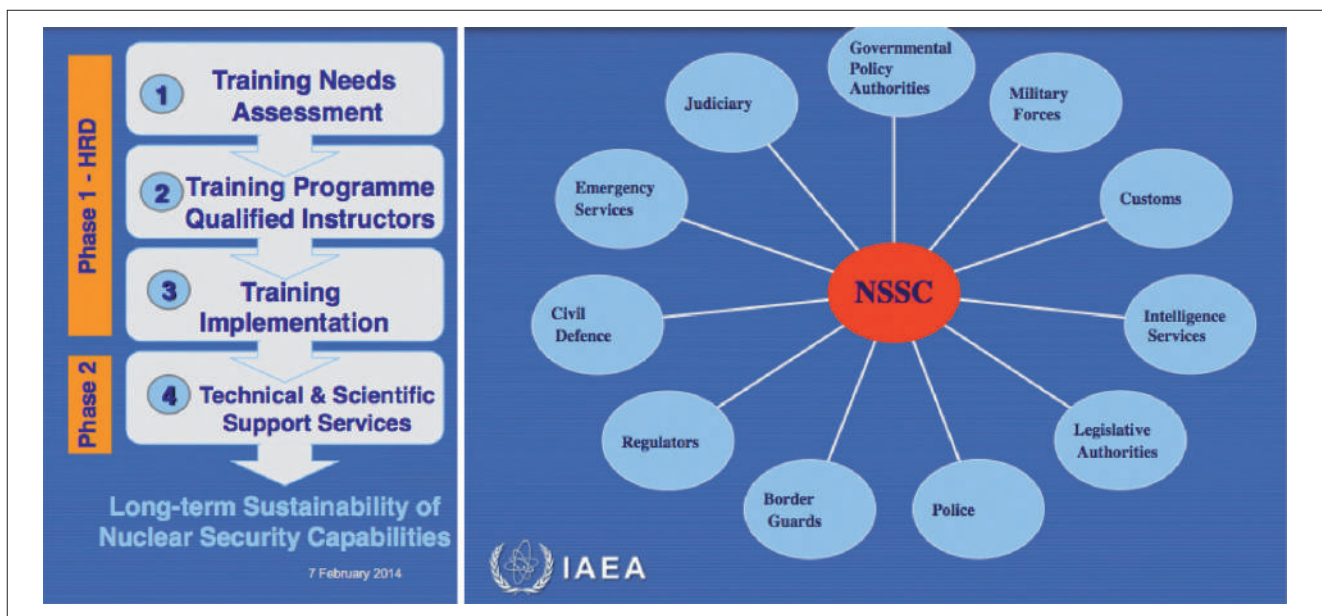 Phase 1 - HRD
1
Training Needs
Assessment
2
Training Programme
Qualified Instructors
3
Training
Implementation
Phase 2
4
Technical & Scientific
Support Services
Long-term Sustainability of
Nuclear Security Capabilities
7 February 2014
Governmental
Policy
Authorities
Military
Forces
Customs
Intelligence
Services
Legislative
Authorities
Police
Border
Guards
Regulators
Civil
Defence
Emergency
Services
Judiciary
NSSC
IAEA